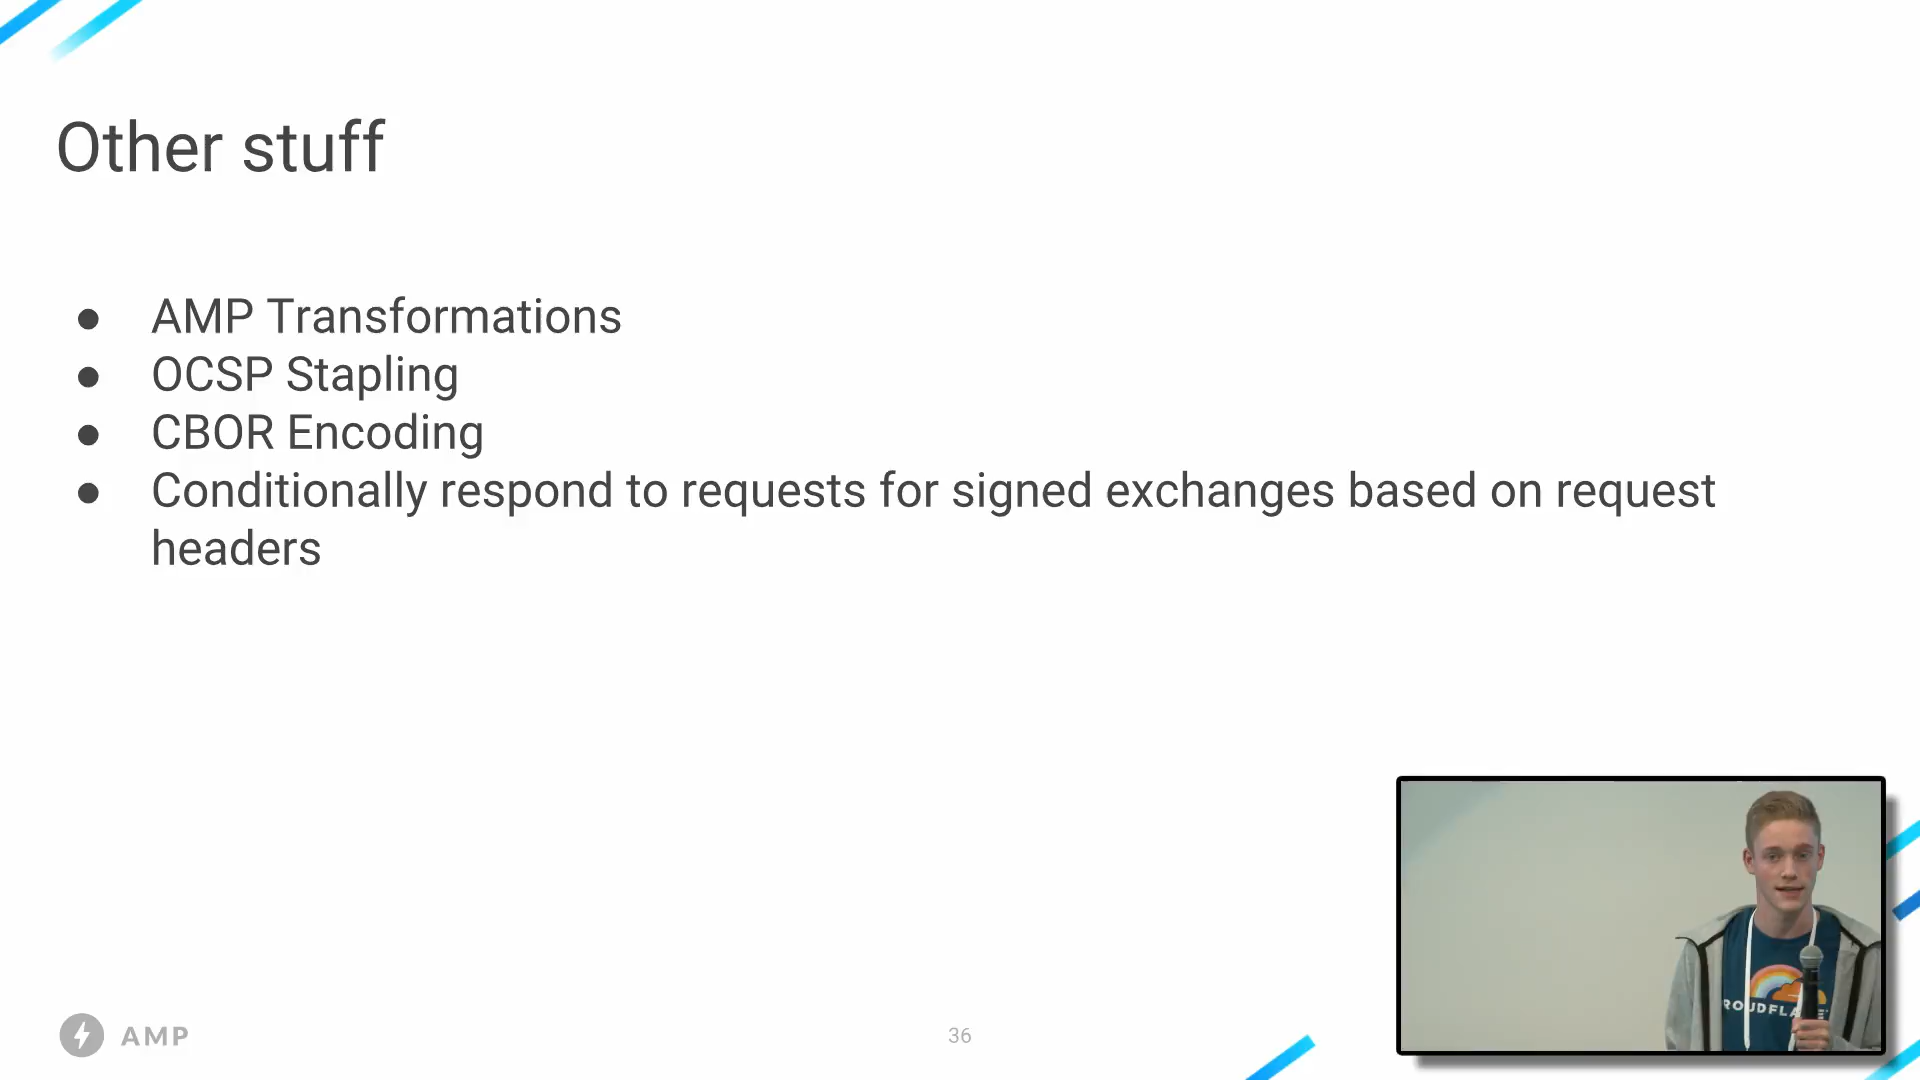 Other stuff
● AMP Transformations
● OCSP Stapling
● CBOR Encoding
● Conditionally respond to requests for signed exchanges based on request
headers
ROUDFLA
AMP
36